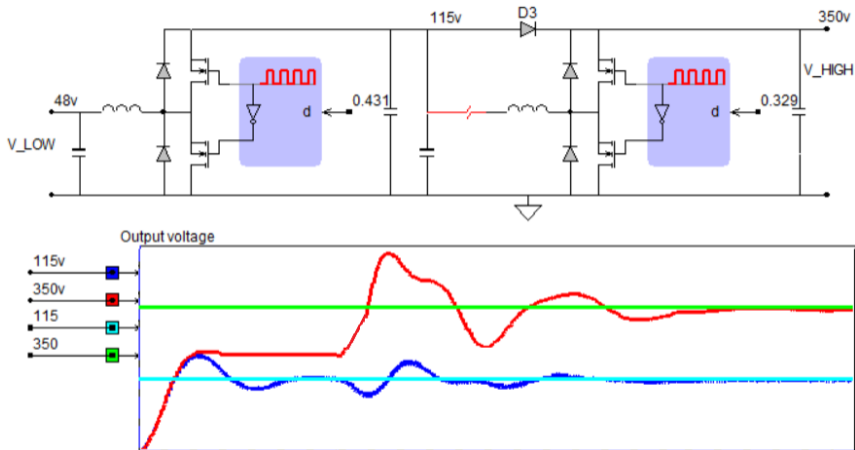 115v
D3
350v
V_HIGH
48v
d
0.431
d
0.329
V_LOW
Output voltage
115v
350v
115
350